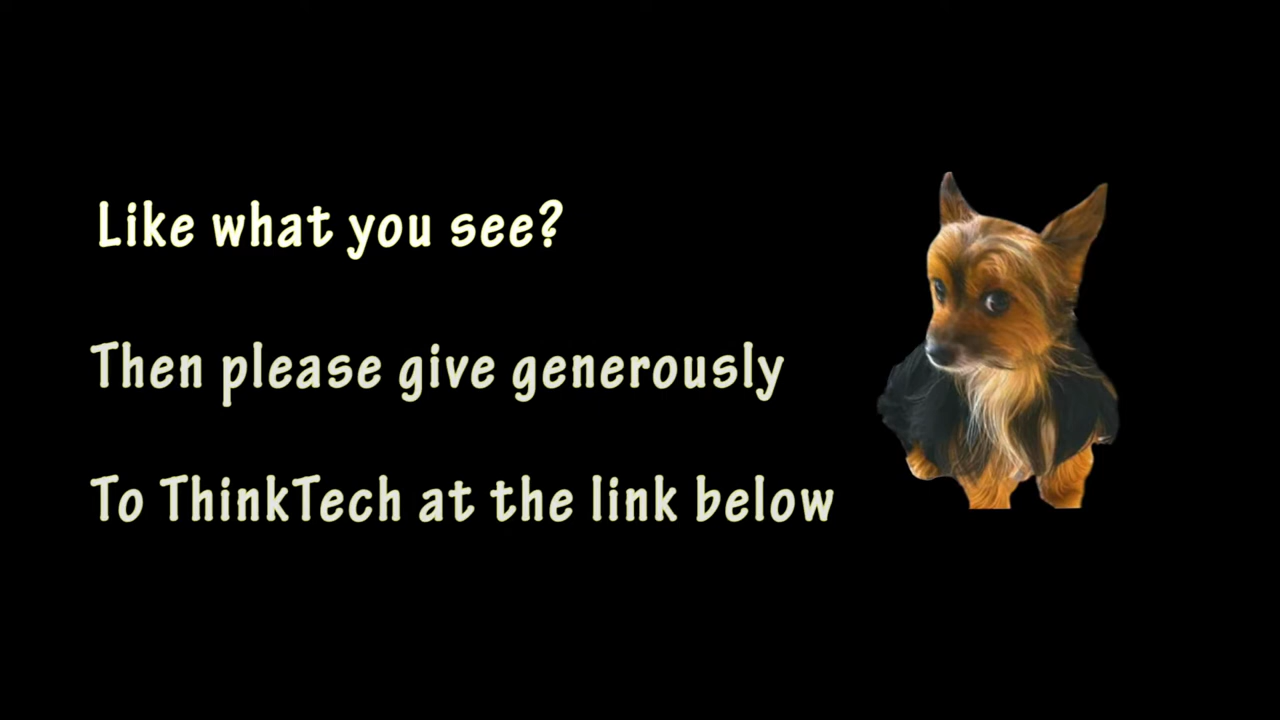 Like what you see?
Then please give generously
To ThinkTech at the link below